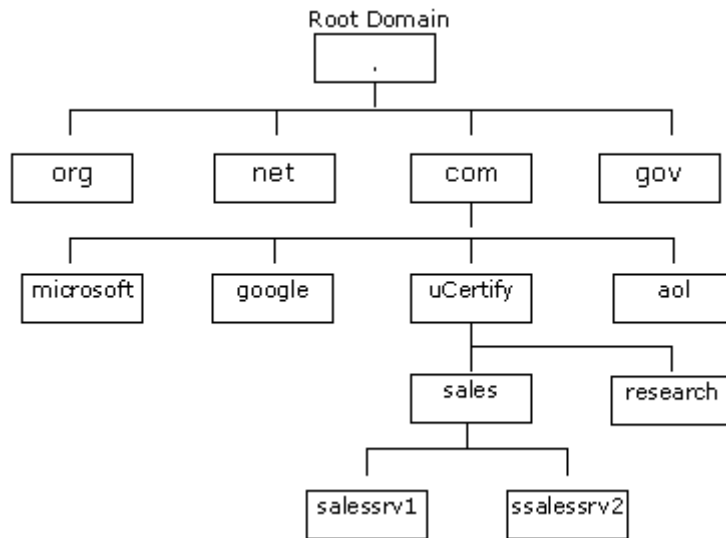 Root Domain
.
org net com gov
microsoft google uCertify aol
sales research
salessrv1 ssalessrv2